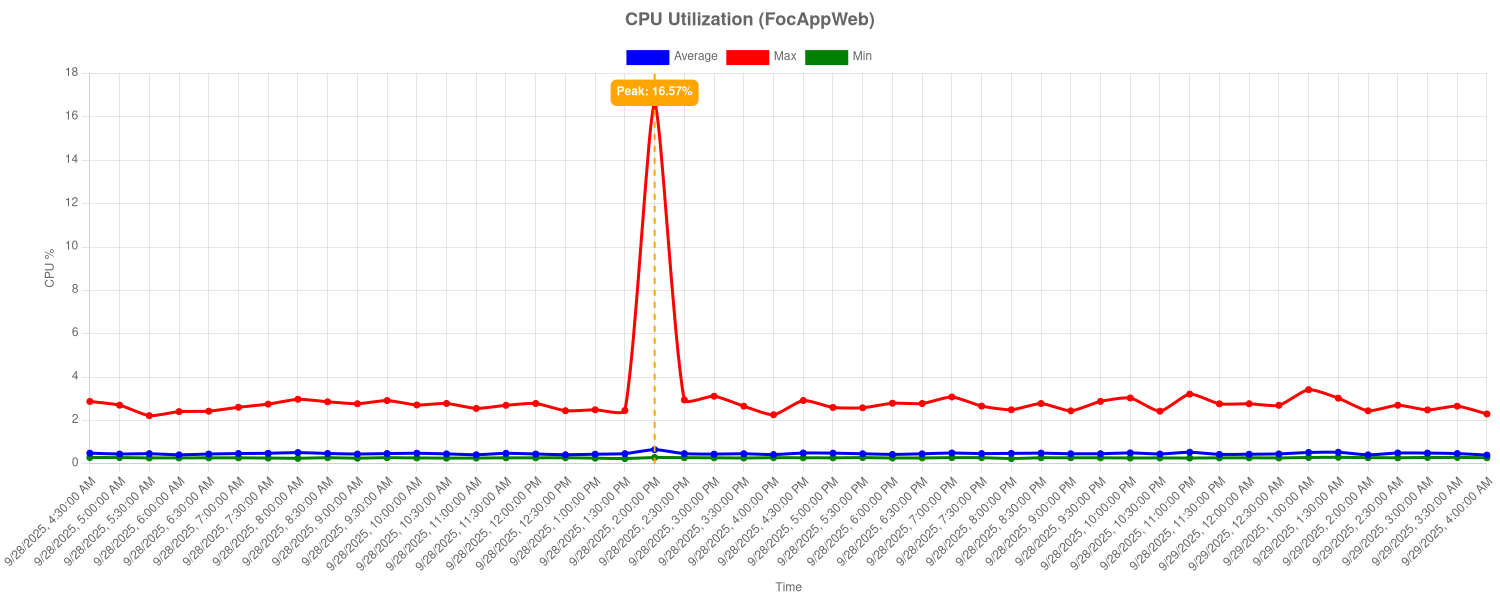 CPU Utilization (FocAppWeb)
Average Max Min
Peak: 16.57%
CPU %
18
16
14
12
10
8
6
4
2
0
9/28/2025, 4:30:00 AM
9/28/2025, 5:00:00 AM
9/28/2025, 5:30:00 AM
9/28/2025, 6:00:00 AM
9/28/2025, 6:30:00 AM
9/28/2025, 7:00:00 AM
9/28/2025, 7:30:00 AM
9/28/2025, 8:00:00 AM
9/28/2025, 8:30:00 AM
9/28/2025, 9:00:00 AM
9/28/2025, 9:30:00 AM
9/28/2025, 10:00:00 AM
9/28/2025, 10:30:00 AM
9/28/2025, 11:00:00 AM
9/28/2025, 11:30:00 AM
9/28/2025, 12:00:00 PM
9/28/2025, 12:30:00 PM
9/28/2025, 1:00:00 PM
9/28/2025, 1:30:00 PM
9/28/2025, 2:00:00 PM
9/28/2025, 2:30:00 PM
9/28/2025, 3:00:00 PM
9/28/2025, 3:30:00 PM
9/28/2025, 4:00:00 PM
9/28/2025, 4:30:00 PM
9/28/2025, 5:00:00 PM
9/28/2025, 5:30:00 PM
9/28/2025, 6:00:00 PM
9/28/2025, 6:30:00 PM
9/28/2025, 7:00:00 PM
9/28/2025, 7:30:00 PM
9/28/2025, 8:00:00 PM
9/28/2025, 8:30:00 PM
9/28/2025, 9:00:00 PM
9/28/2025, 9:30:00 PM
9/28/2025, 10:00:00 PM
9/28/2025, 10:30:00 PM
9/28/2025, 11:00:00 PM
9/28/2025, 11:30:00 PM
9/29/2025, 12:00:00 AM
9/29/2025, 12:30:00 AM
9/29/2025, 1:00:00 AM
9/29/2025, 1:30:00 AM
9/29/2025, 2:00:00 AM
9/29/2025, 2:30:00 AM
9/29/2025, 3:00:00 AM
9/29/2025, 3:30:00 AM
9/29/2025, 4:00:00 AM
Time